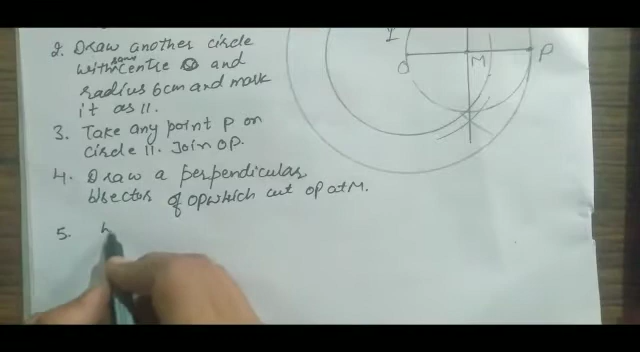 2. Draw another circle
with same centre O and
radius 6cm and mark
it as II.
3. Take any point P on
circle II. Join OP.
4. Draw a perpendicular
bisector of OP which cut OP at M.
5.
I
O
M
P